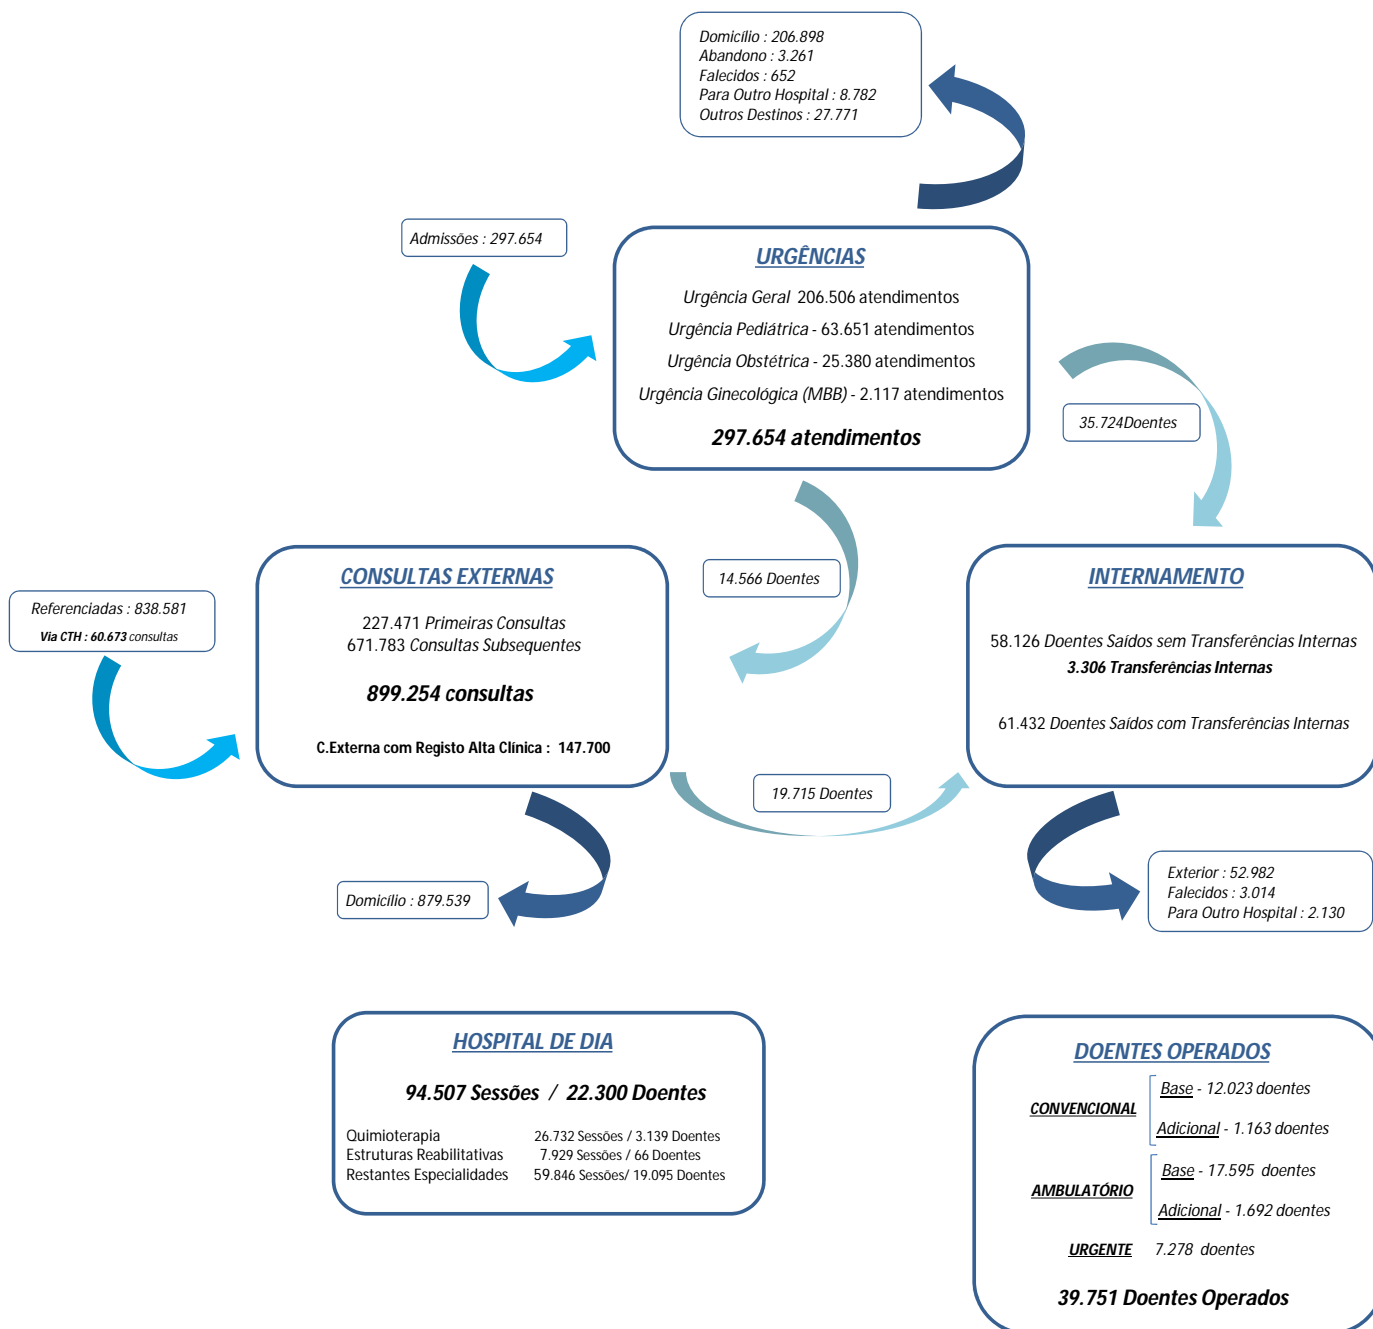 Domicílio : 206.898
Abandono : 3.261
Falecidos : 652
Para Outro Hospital : 8.782
Outros Destinos : 27.771
Admissões : 297.654
URGÊNCIAS
Urgência Geral 206.506 atendimentos
Urgência Pediátrica - 63.651 atendimentos
Urgência Obstétrica - 25.380 atendimentos
Urgência Ginecológica (MBB) - 2.117 atendimentos
297.654 atendimentos
35.724Doentes
14.566 Doentes
Referenciadas : 838.581
Via CTH : 60.673 consultas
CONSULTAS EXTERNAS
227.471 Primeiras Consultas
671.783 Consultas Subsequentes
899.254 consultas
C.Externa com Registo Alta Clínica : 147.700
INTERNAMENTO
58.126 Doentes Saídos sem Transferências Internas
3.306 Transferências Internas
61.432 Doentes Saídos com Transferências Internas
19.715 Doentes
Domicílio : 879.539
Exterior : 52.982
Falecidos : 3.014
Para Outro Hospital : 2.130
HOSPITAL DE DIA
94.507 Sessões / 22.300 Doentes
Quimioterapia 26.732 Sessões / 3.139 Doentes
Estruturas Reabilitativas 7.929 Sessões / 66 Doentes
Restantes Especialidades 59.846 Sessões/ 19.095 Doentes
DOENTES OPERADOS
CONVENCIONAL
Base - 12.023 doentes
Adicional - 1.163 doentes
AMBULATÓRIO
Base - 17.595 doentes
Adicional - 1.692 doentes
URGENTE 7.278 doentes
39.751 Doentes Operados